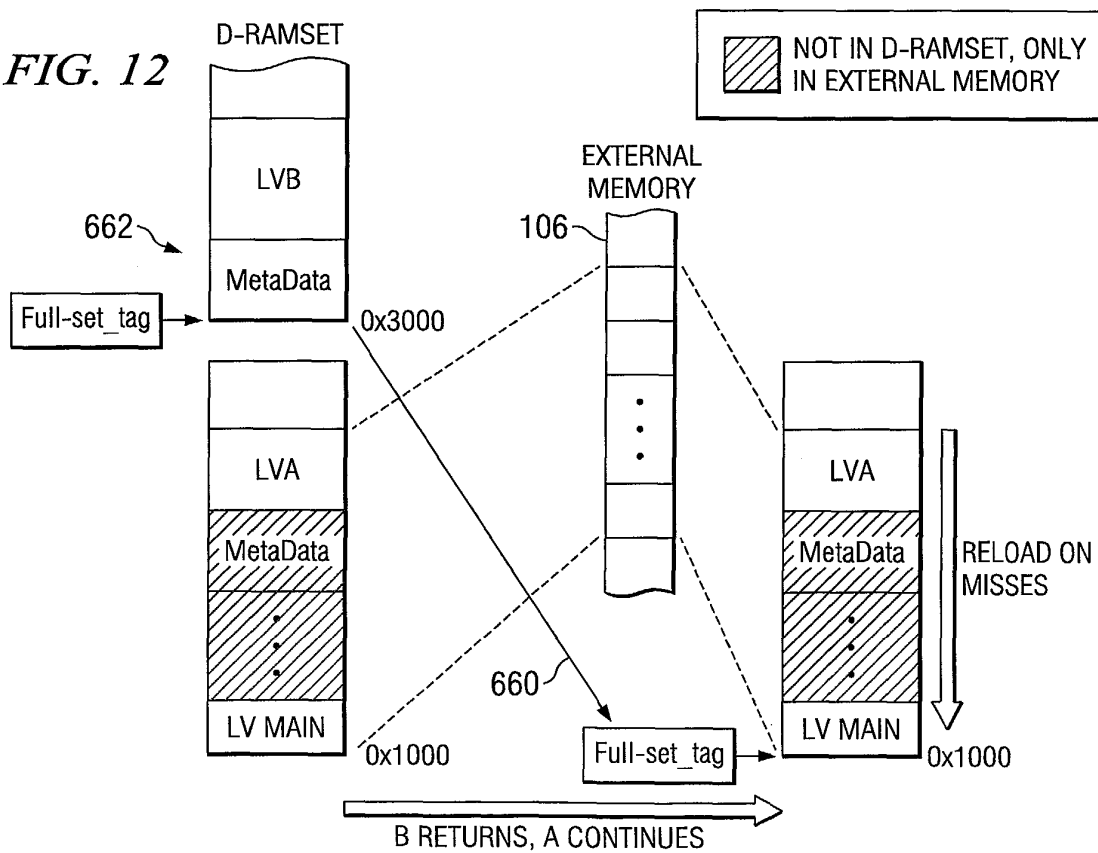 FIG. 12
D-RAMSET
NOT IN D-RAMSET, ONLY
IN EXTERNAL MEMORY
LVB
662
MetaData
Full-set_tag
0x3000
EXTERNAL
MEMORY
106
LVA
MetaData
LV MAIN
0x1000
660
Full-set_tag
LVA
MetaData
RELOAD ON
MISSES
LV MAIN
0x1000
B RETURNS, A CONTINUES